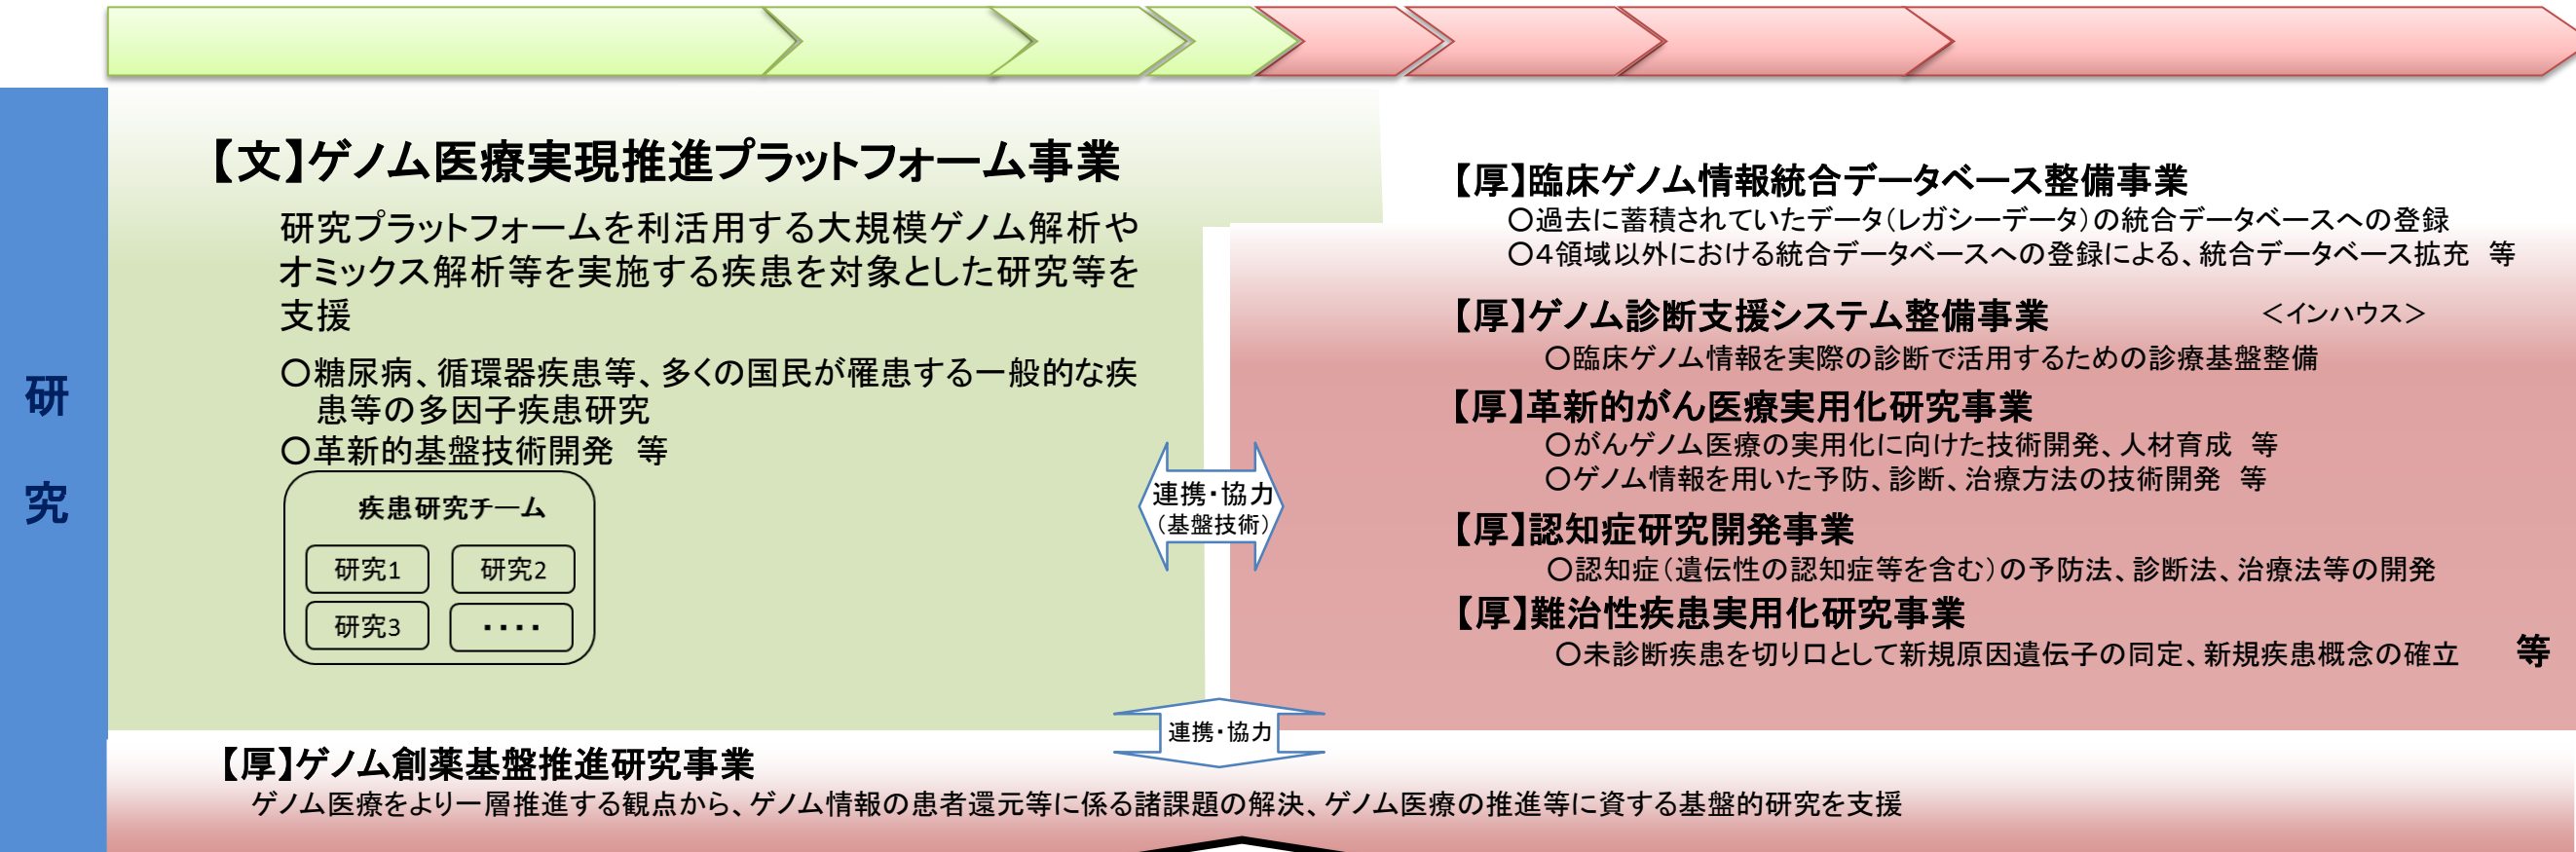 研
究
【文】ゲノム医療実現推進プラットフォーム事業
研究プラットフォームを利活用する大規模ゲノム解析や
オミックス解析等を実施する疾患を対象とした研究等を
支援
○糖尿病、循環器疾患等、多くの国民が罹患する一般的な疾
患等の多因子疾患研究
○革新的基盤技術開発　等
疾患研究チーム
研究1
研究2
研究3
・・・・
連携・協力
（基盤技術）
【厚】臨床ゲノム情報統合データベース整備事業
○過去に蓄積されていたデータ（レガシーデータ）の統合データベースへの登録
○４領域以外における統合データベースへの登録による、統合データベース拡充　等
【厚】ゲノム診断支援システム整備事業
＜インハウス＞
○臨床ゲノム情報を実際の診断で活用するための診療基盤整備
【厚】革新的がん医療実用化研究事業
○がんゲノム医療の実用化に向けた技術開発、人材育成　等
○ゲノム情報を用いた予防、診断、治療方法の技術開発　等
【厚】認知症研究開発事業
○認知症（遺伝性の認知症等を含む）の予防法、診断法、治療法等の開発
【厚】難治性疾患実用化研究事業
○未診断疾患を切り口として新規原因遺伝子の同定、新規疾患概念の確立
等
連携・協力
【厚】ゲノム創薬基盤推進研究事業
ゲノム医療をより一層推進する観点から、ゲノム情報の患者還元等に係る諸課題の解決、ゲノム医療の推進等に資する基盤的研究を支援